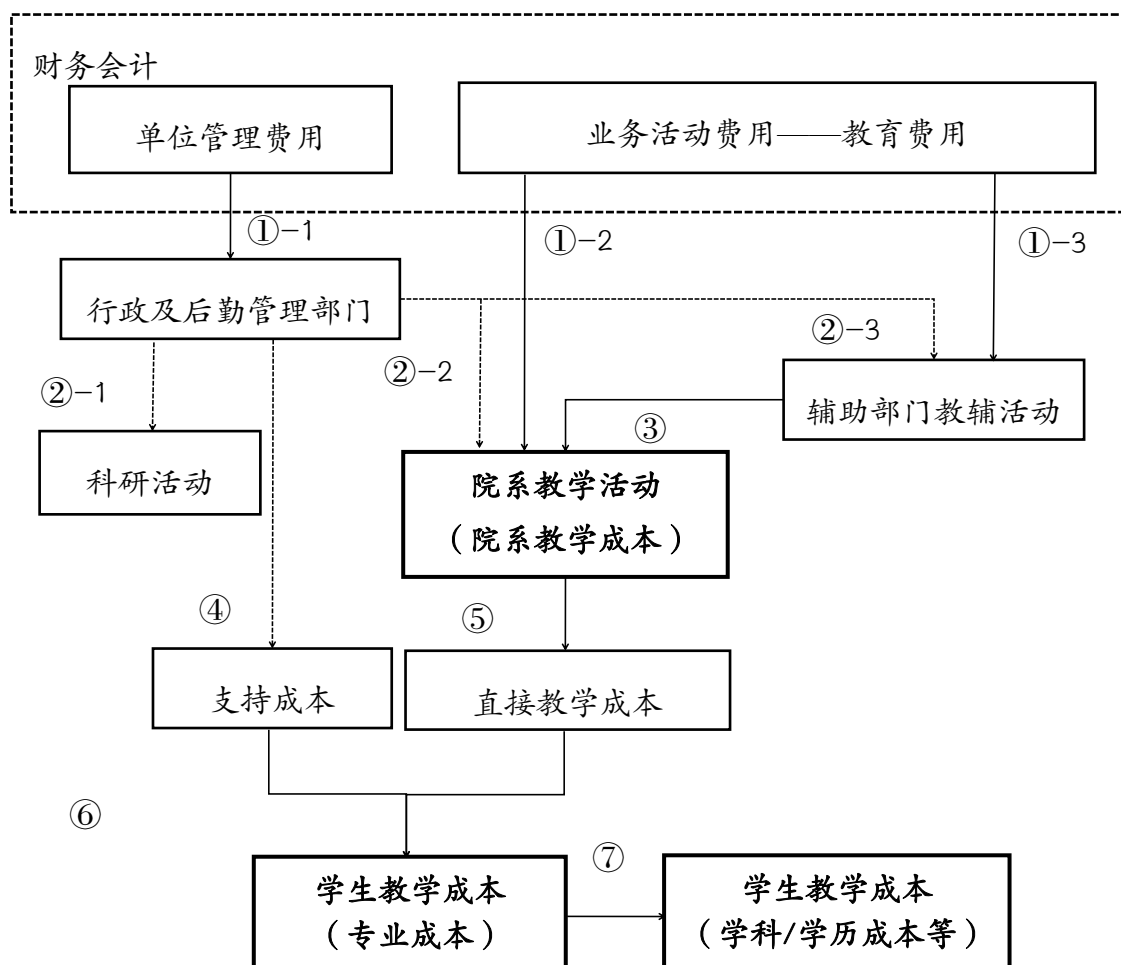 财务会计
单位管理费用
业务活动费用——教育费用
①-1
①-2
①-3
行政及后勤管理部门
②-3
②-2
②-1
辅助部门教辅活动
③
科研活动
院系教学活动
（院系教学成本）
④
⑤
支持成本
直接教学成本
⑥
⑦
学生教学成本
（专业成本）
学生教学成本
（学科/学历成本等）